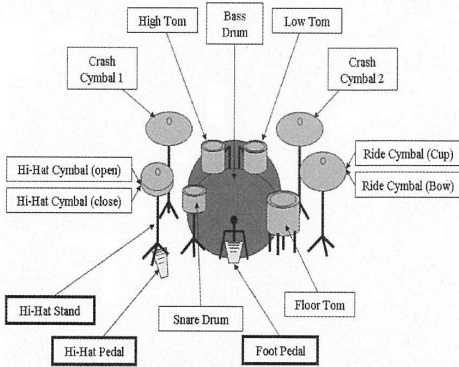 High Tom
Bass
Drum
Low Tom
Crash
Cymbal 1
Crash
Cymbal 2
Hi-Hat Cymbal (open)
Hi-Hat Cymbal (close)
Ride Cymbal (Cup)
Ride Cymbal (Bow)
Hi-Hat Stand
Snare Drum
Floor Tom
Hi-Hat Pedal
Foot Pedal